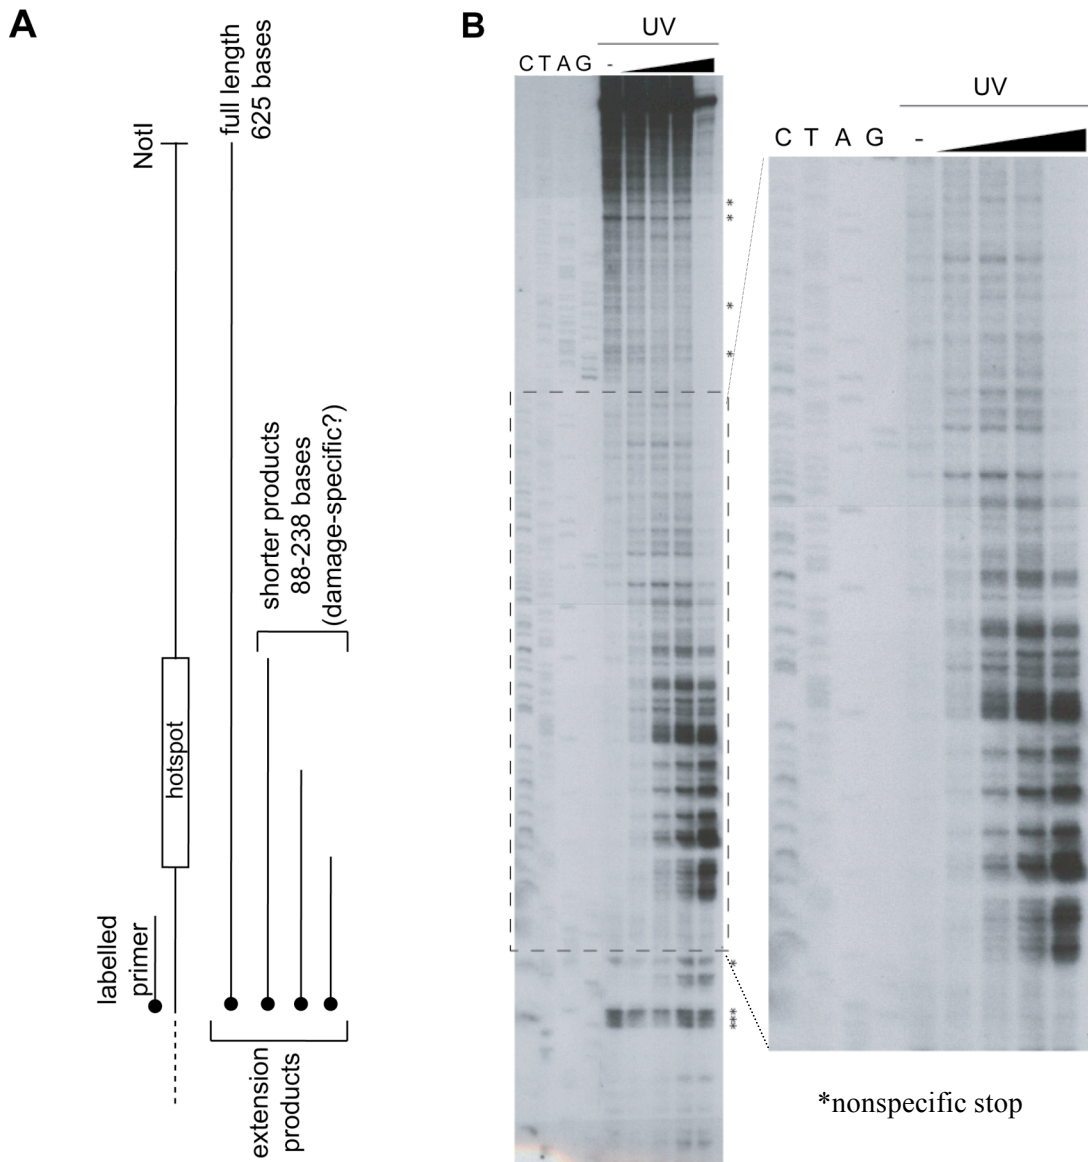 A
NotI
full length
625 bases
shorter products
88-238 bases
(damage-specific?)
hotspot
labelled
primer
extension
products
B
UV
C T A G -
*
*
*
*
*
***
UV
C T A G -
*nonspecific stop